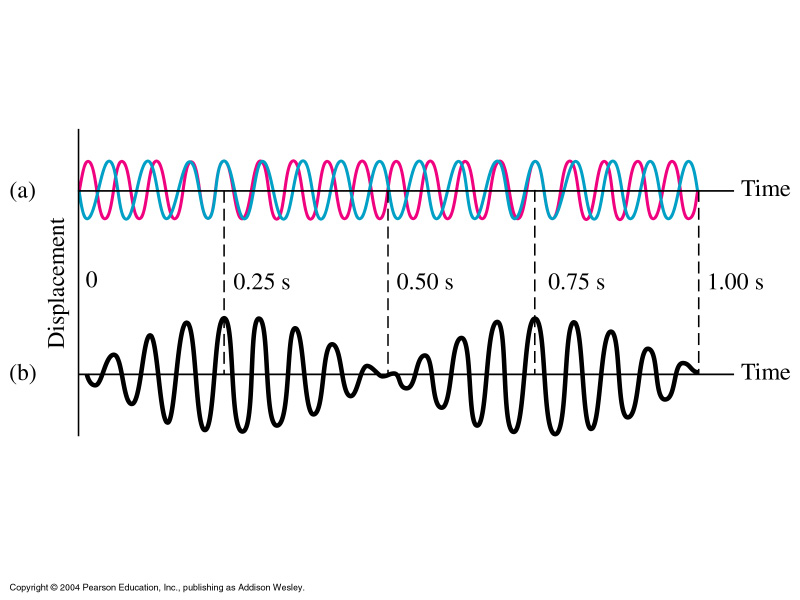 (a)
Time
Displacement
0
0.25 s
0.50 s
0.75 s
1.00 s
(b)
Time
Copyright © 2004 Pearson Education, Inc., publishing as Addison Wesley.